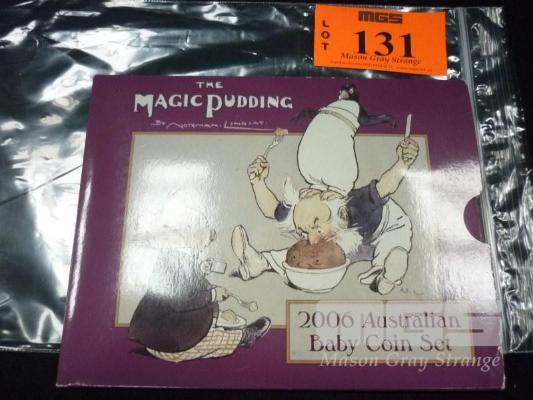 MGS
LOT
131
Mason Gray Strange
THE
MAGIC PUDDING
BY NORMAN LINDSAY
2006 Australian
Baby Coin Set
Mason Gray Strange